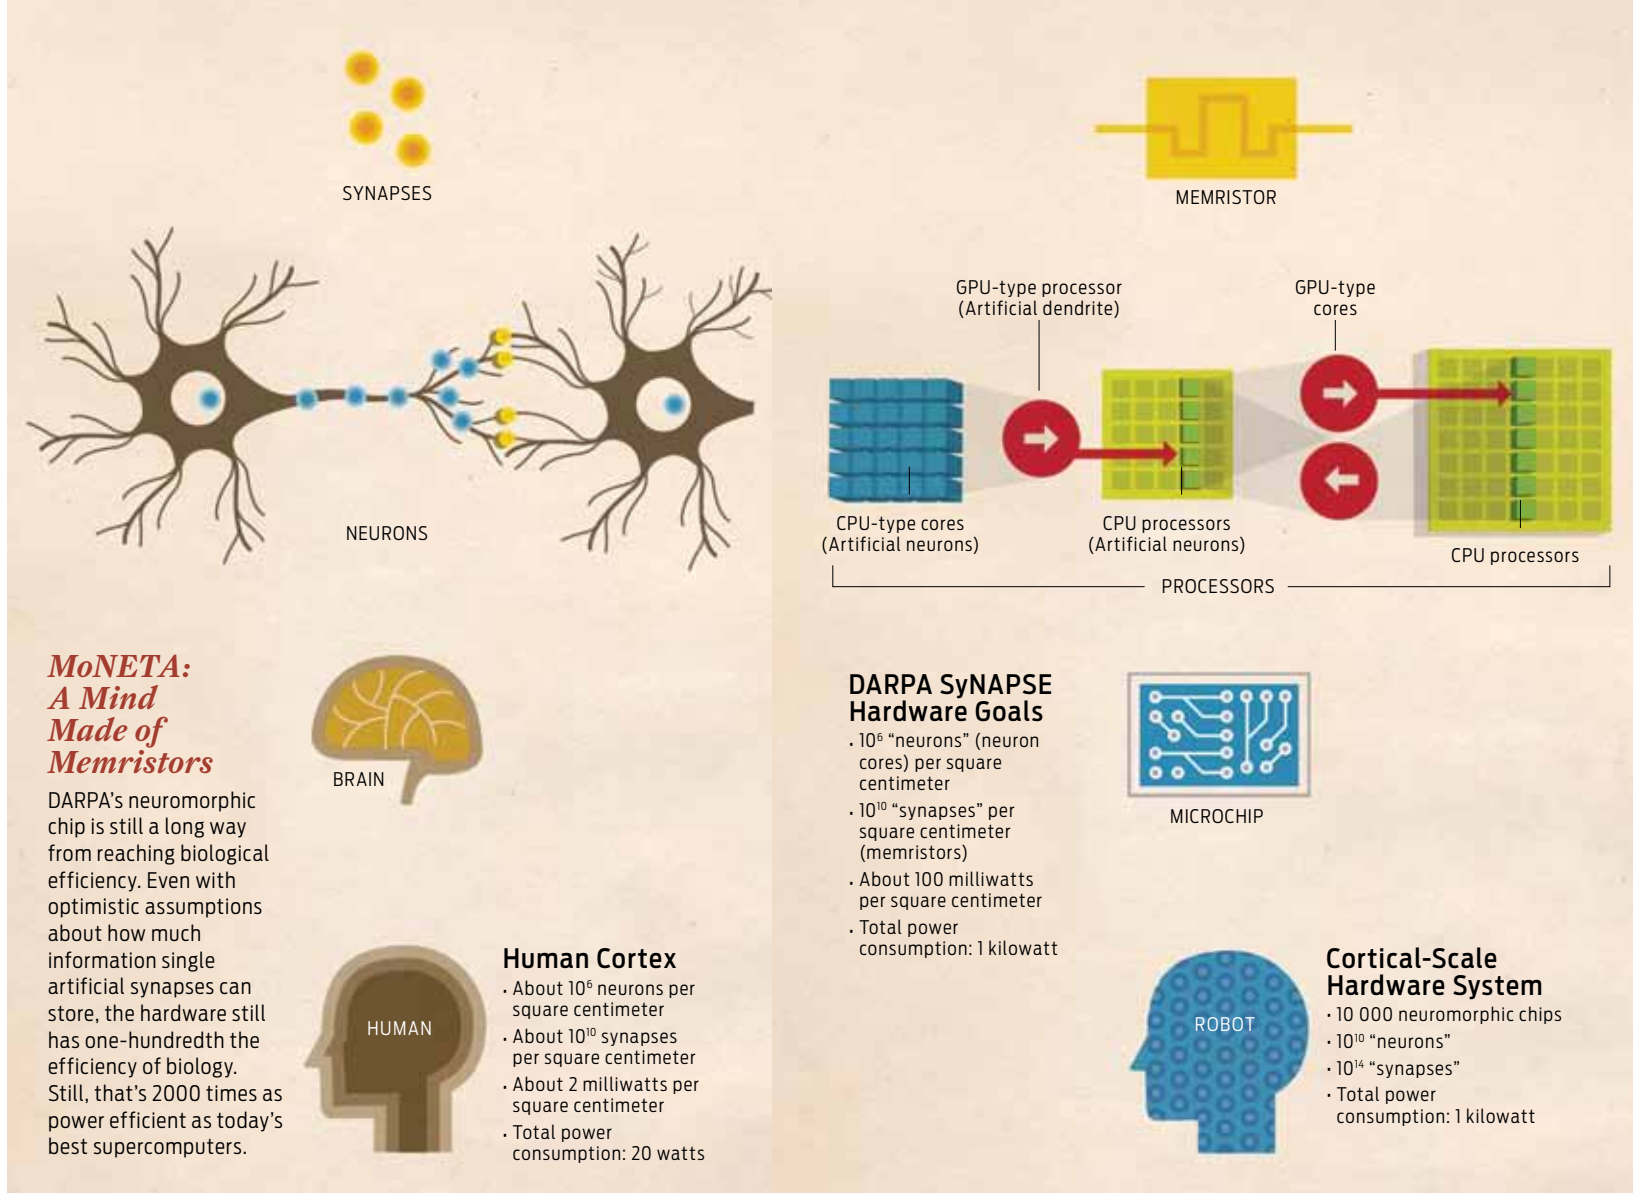 SYNAPSES
NEURONS
MEMRISTOR
GPU-type processor
(Artificial dendrite)
GPU-type
cores
CPU-type cores
(Artificial neurons)
CPU processors
(Artificial neurons)
CPU processors
PROCESSORS
MoNETA:
A Mind
Made of
Memristors
DARPA’s neuromorphic
chip is still a long way
from reaching biological
efficiency. Even with
optimistic assumptions
about how much
information single
artificial synapses can
store, the hardware still
has one-hundredth the
efficiency of biology.
Still, that’s 2000 times as
power efficient as today’s
best supercomputers.
BRAIN
HUMAN
Human Cortex
· About 10⁶ neurons per
square centimeter
· About 10¹⁰ synapses
per square centimeter
· About 2 milliwatts per
square centimeter
· Total power
consumption: 20 watts
DARPA SyNAPSE
Hardware Goals
· 10⁶ “neurons” (neuron
cores) per square
centimeter
· 10¹⁰ “synapses” per
square centimeter
(memristors)
· About 100 milliwatts
per square centimeter
· Total power
consumption: 1 kilowatt
MICROCHIP
ROBOT
Cortical-Scale
Hardware System
· 10 000 neuromorphic chips
· 10¹⁰ “neurons”
· 10¹⁴ “synapses”
· Total power
consumption: 1 kilowatt